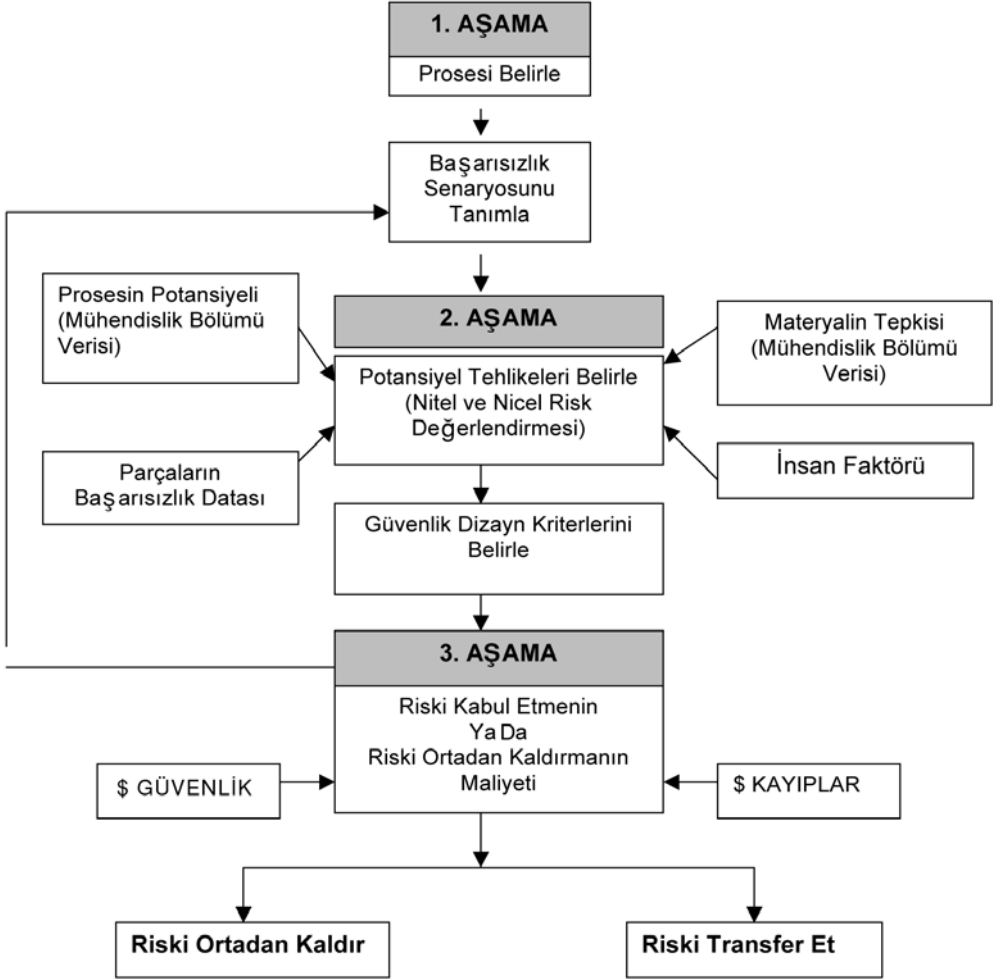 1. AŞAMA
Prosesi Belirle
Başarısızlık
Senaryosunu
Tanımla
Prosesin Potansiyeli
(Mühendislik Bölümü
Verisi)
2. AŞAMA
Materyalin Tepkisi
(Mühendislik Bölümü
Verisi)
Potansiyel Tehlikeleri Belirle
(Nitel ve Nicel Risk
Değerlendirmesi)
Parçaların
Başarısızlık Datası
İnsan Faktörü
Güvenlik Dizayn Kriterlerini
Belirle
3. AŞAMA
Riski Kabul Etmenin
Ya Da
Riski Ortadan Kaldırmanın
Maliyeti
$ GÜVENLİK
$ KAYIPLAR
Riski Ortadan Kaldır
Riski Transfer Et